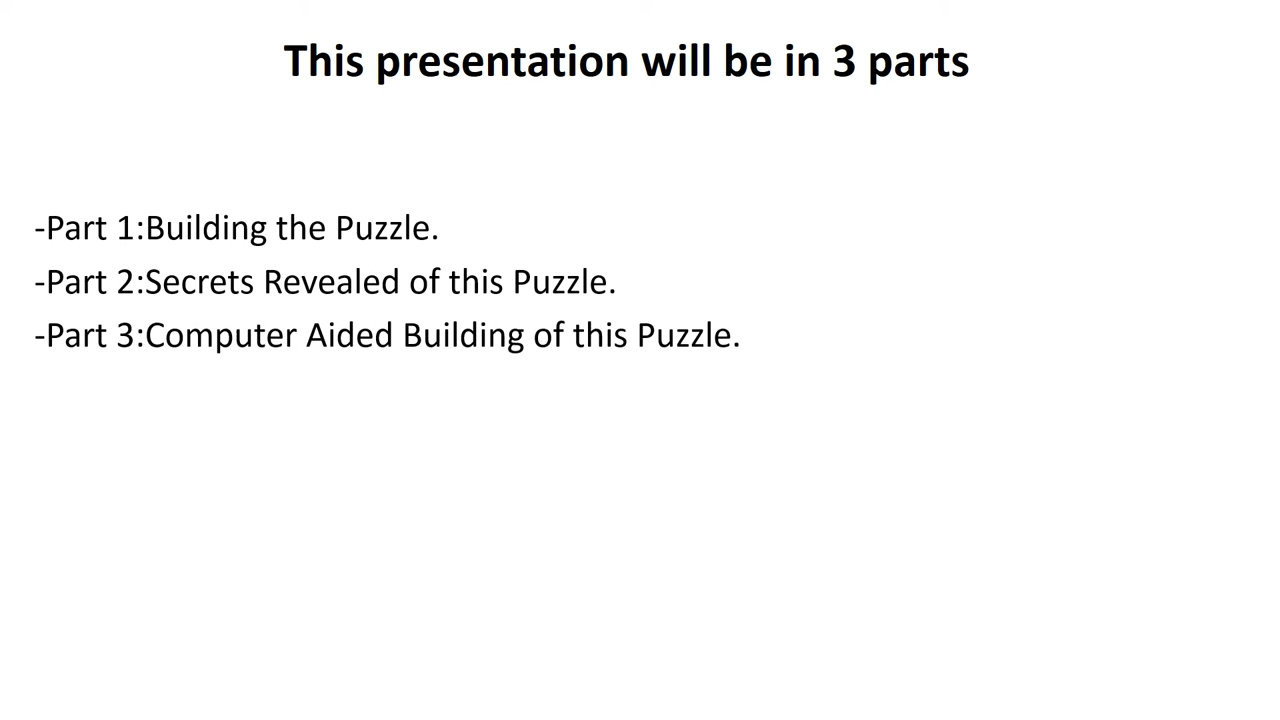 This presentation will be in 3 parts
-Part 1:Building the Puzzle.
-Part 2:Secrets Revealed of this Puzzle.
-Part 3:Computer Aided Building of this Puzzle.